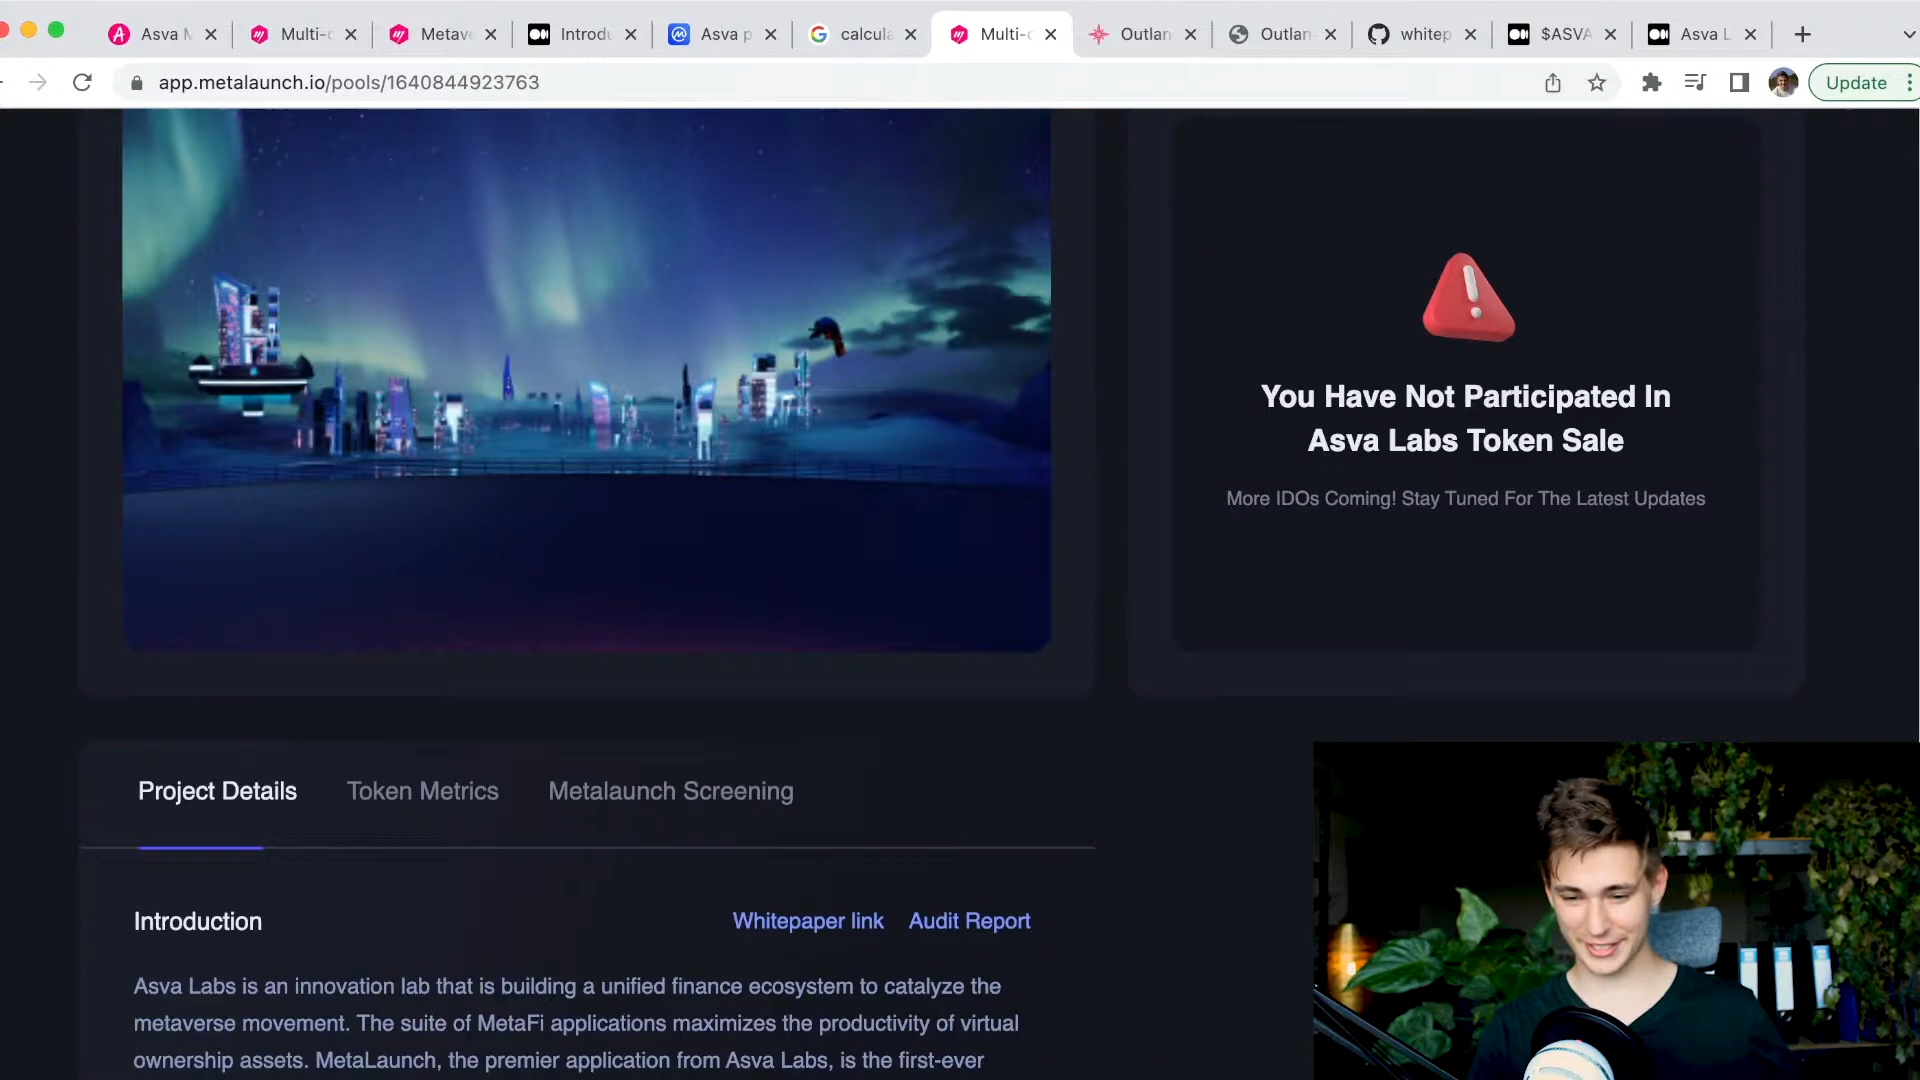 Asva M
Multi-c
Metave
Introdu
Asva p
calcula
Multi-c
Outlan
Outlan
whitep
$ASVA
Asva L
app.metalaunch.io/pools/1640844923763
Update
You Have Not Participated In
Asva Labs Token Sale
More IDOs Coming! Stay Tuned For The Latest Updates
Project Details
Token Metrics
Metalaunch Screening
Introduction
Whitepaper link
Audit Report
Asva Labs is an innovation lab that is building a unified finance ecosystem to catalyze the
metaverse movement. The suite of MetaFi applications maximizes the productivity of virtual
ownership assets. MetaLaunch, the premier application from Asva Labs, is the first-ever